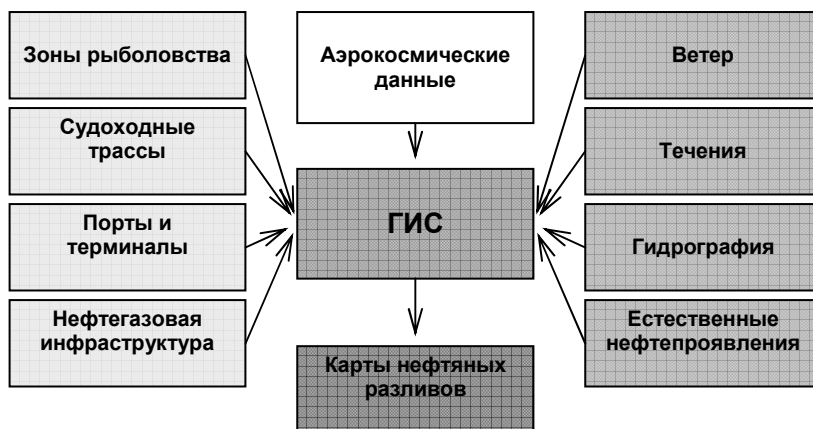 Зоны рыболовства
Судоходные
трассы
Порты и
терминалы
Нефтегазовая
инфраструктура
Аэрокосмические
данные
ГИС
Карты нефтяных
разливов
Ветер
Течения
Гидрография
Естественные
нефтепроявления